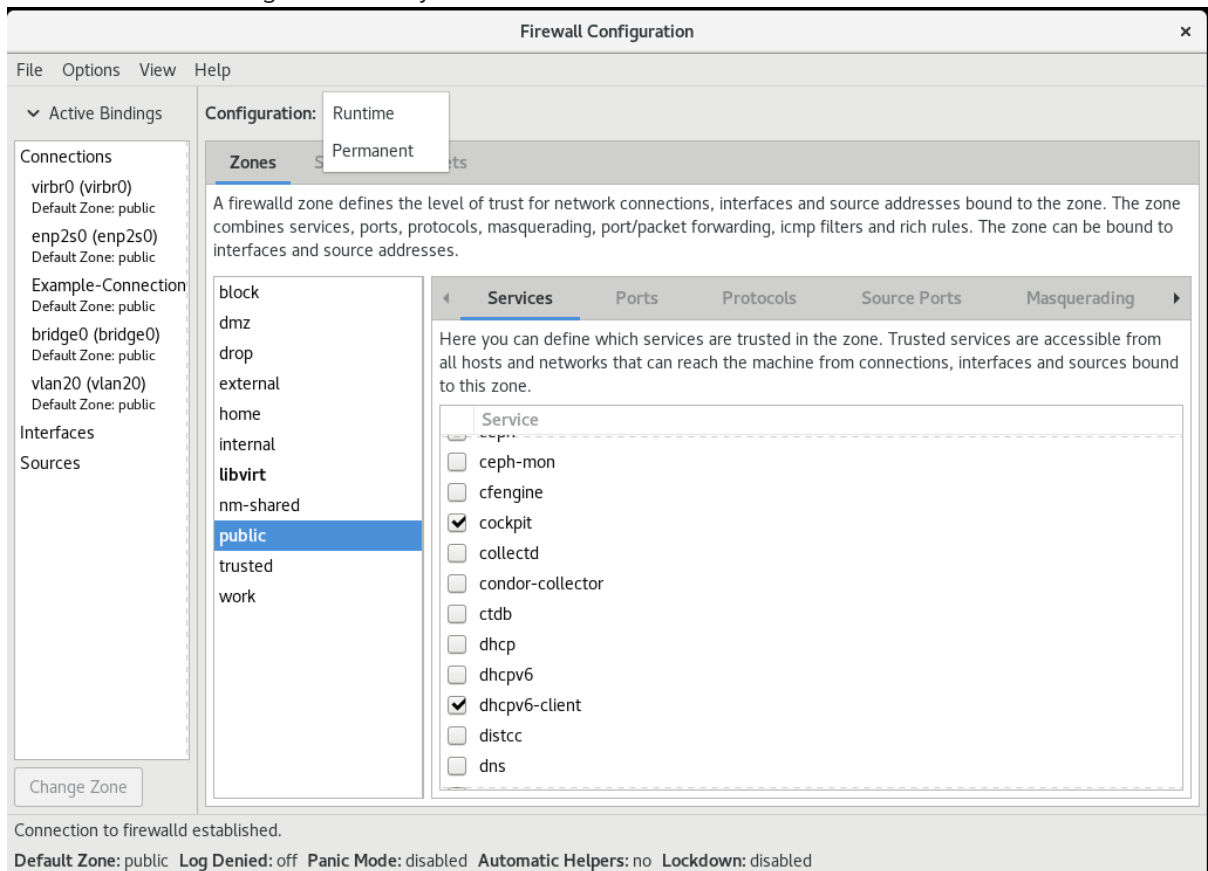 Firewall Configuration ×
File Options View Help
Active Bindings
Configuration: Runtime
Permanent
Connections
virbr0 (virbr0)
Default Zone: public
enp2s0 (enp2s0)
Default Zone: public
Example-Connection
Default Zone: public
bridge0 (bridge0)
Default Zone: public
vlan20 (vlan20)
Default Zone: public
Interfaces
Sources
Change Zone
Zones
A firewalld zone defines the level of trust for network connections, interfaces and source addresses bound to the zone. The zone
combines services, ports, protocols, masquerading, port/packet forwarding, icmp filters and rich rules. The zone can be bound to
interfaces and source addresses.
block
dmz
drop
external
home
internal
libvirt
nm-shared
public
trusted
work
Services Ports Protocols Source Ports Masquerading
Here you can define which services are trusted in the zone. Trusted services are accessible from
all hosts and networks that can reach the machine from connections, interfaces and sources bound
to this zone.
Service
ceph-mon
cfengine
cockpit
collectd
condor-collector
ctdb
dhcp
dhcpv6
dhcpv6-client
distcc
dns
Connection to firewalld established.
Default Zone: public Log Denied: off Panic Mode: disabled Automatic Helpers: no Lockdown: disabled